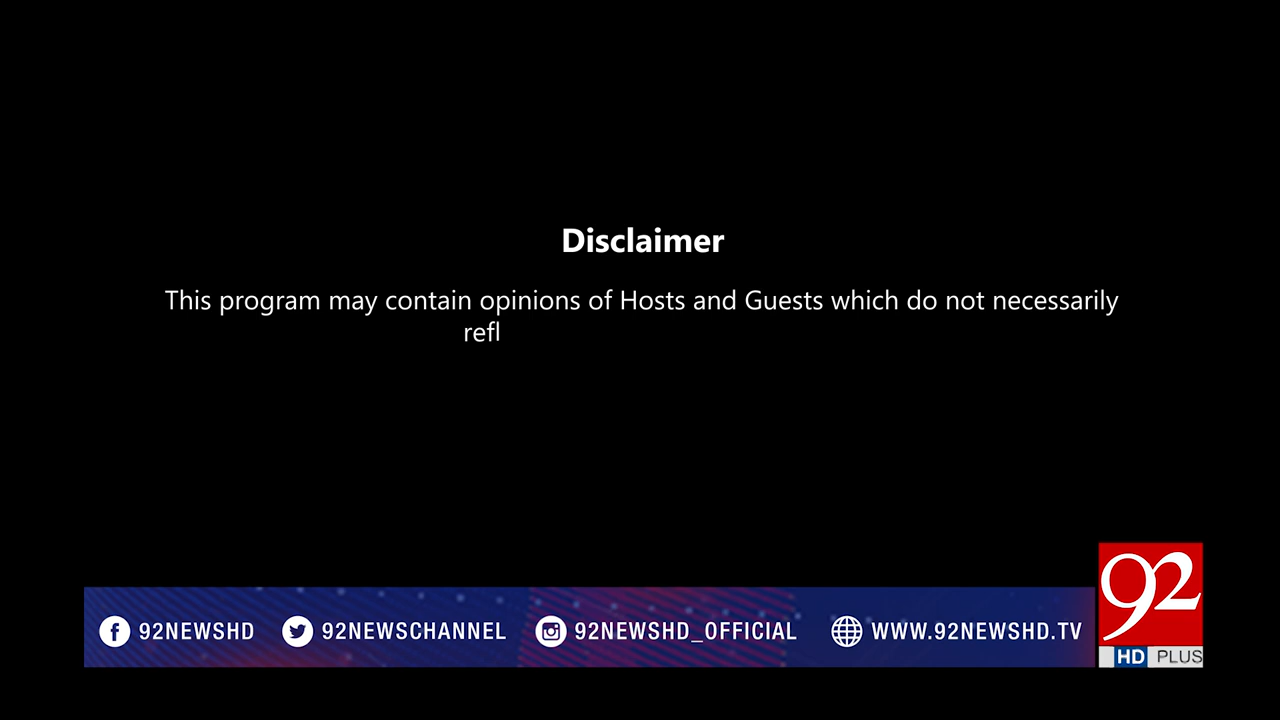 Disclaimer
This program may contain opinions of Hosts and Guests which do not necessarily
refl
92NEWSHD
92NEWSCHANNEL
92NEWSHD_OFFICIAL
WWW.92NEWSHD.TV
92
HD PLUS